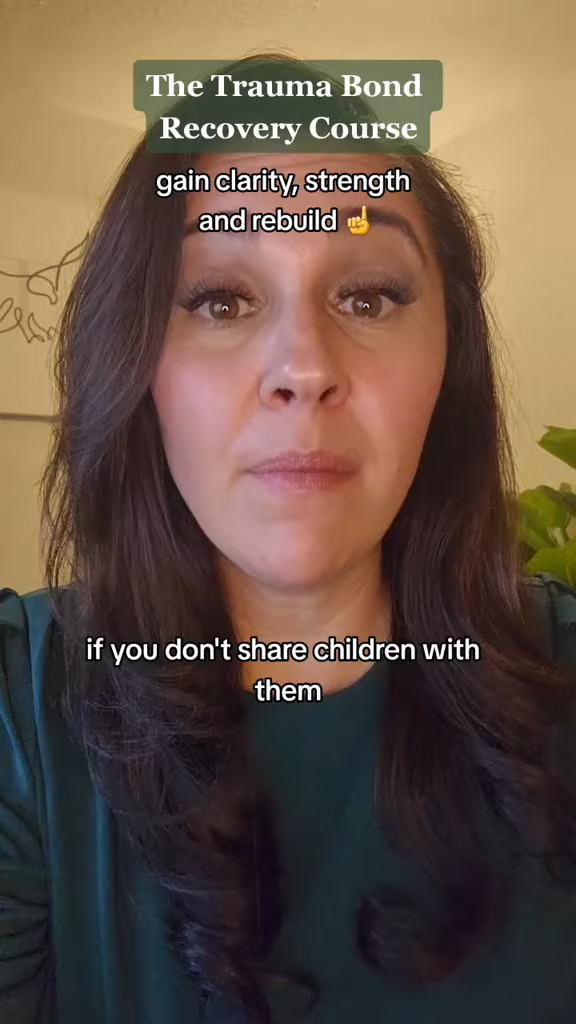 The Trauma Bond
Recovery Course
gain clarity, strength
and rebuild ☝️
if you don't share children with
them